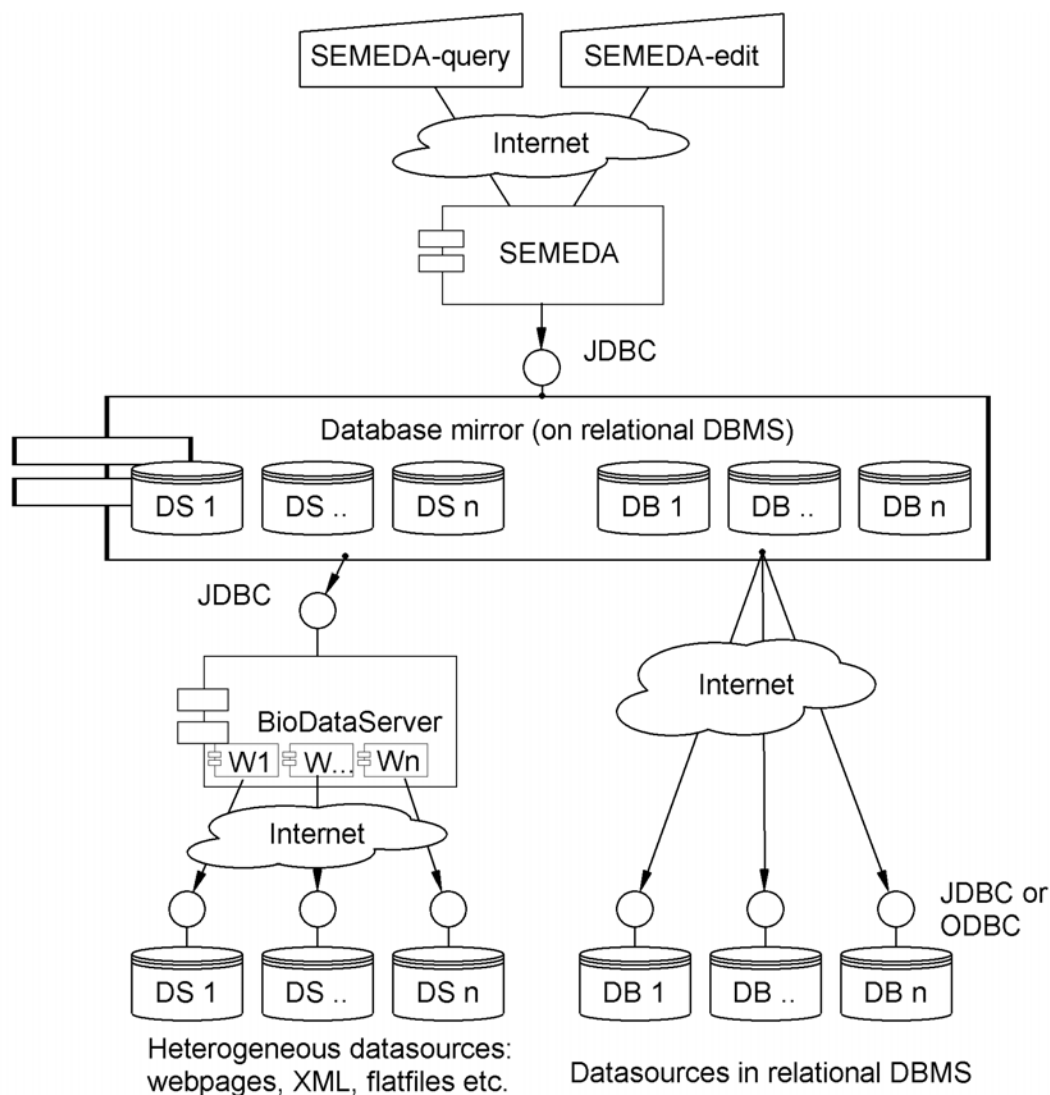 SEMEDA-query
SEMEDA-edit
Internet
SEMEDA
JDBC
Database mirror (on relational DBMS)
DS 1
DS ..
DS n
DB 1
DB ..
DB n
JDBC
Internet
BioDataServer
W1
W...
Wn
Internet
JDBC or
ODBC
DS 1
DS ..
DS n
DB 1
DB ..
DB n
Heterogeneous datasources:
webpages, XML, flatfiles etc.
Datasources in relational DBMS